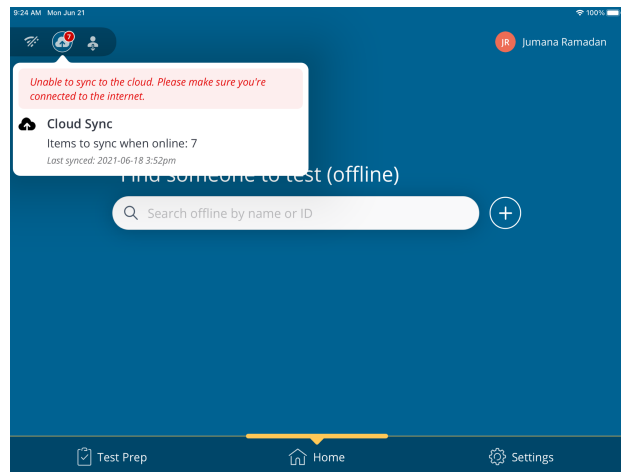 9:24 AM Mon Jun 21
100%
7
JR Jumana Ramadan
Unable to sync to the cloud. Please make sure you're
connected to the internet.
Cloud Sync
Items to sync when online: 7
Last synced: 2021-06-18 3:52pm
Find someone to test (offline)
Search offline by name or ID
Test Prep
Home
Settings